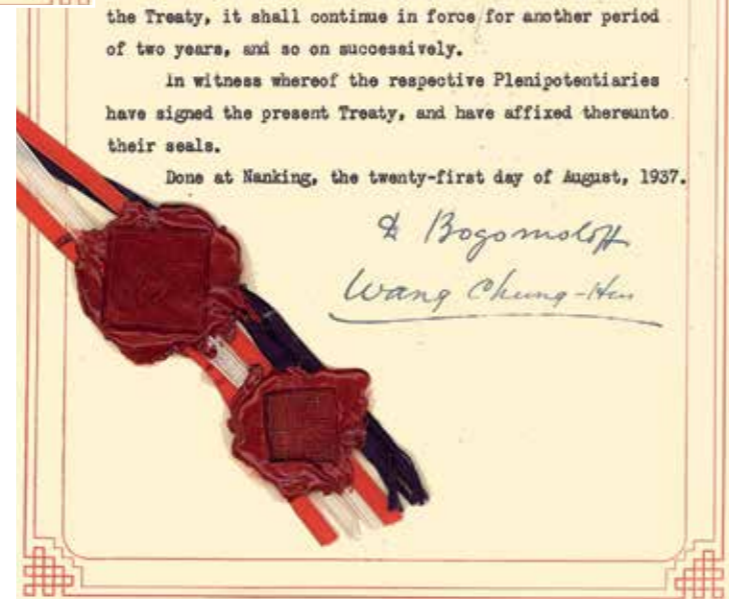 the Treaty, it shall continue in force for another period
of two years, and so on successively.
In witness whereof the respective Plenipotentiaries
have signed the present Treaty, and have affixed thereunto
their seals.
Done at Nanking, the twenty-first day of August, 1937.
Bogomoloff
Wang Chung-Hui